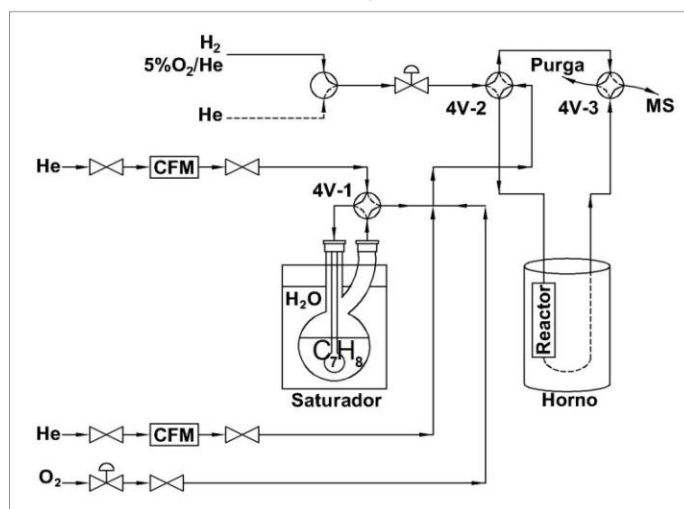 H₂
5%O₂/He
He
Purga
4V-2
4V-3
MS
He
CFM
4V-1
H₂O
C₇H₈
Saturador
Reactor
Horno
He
CFM
O₂